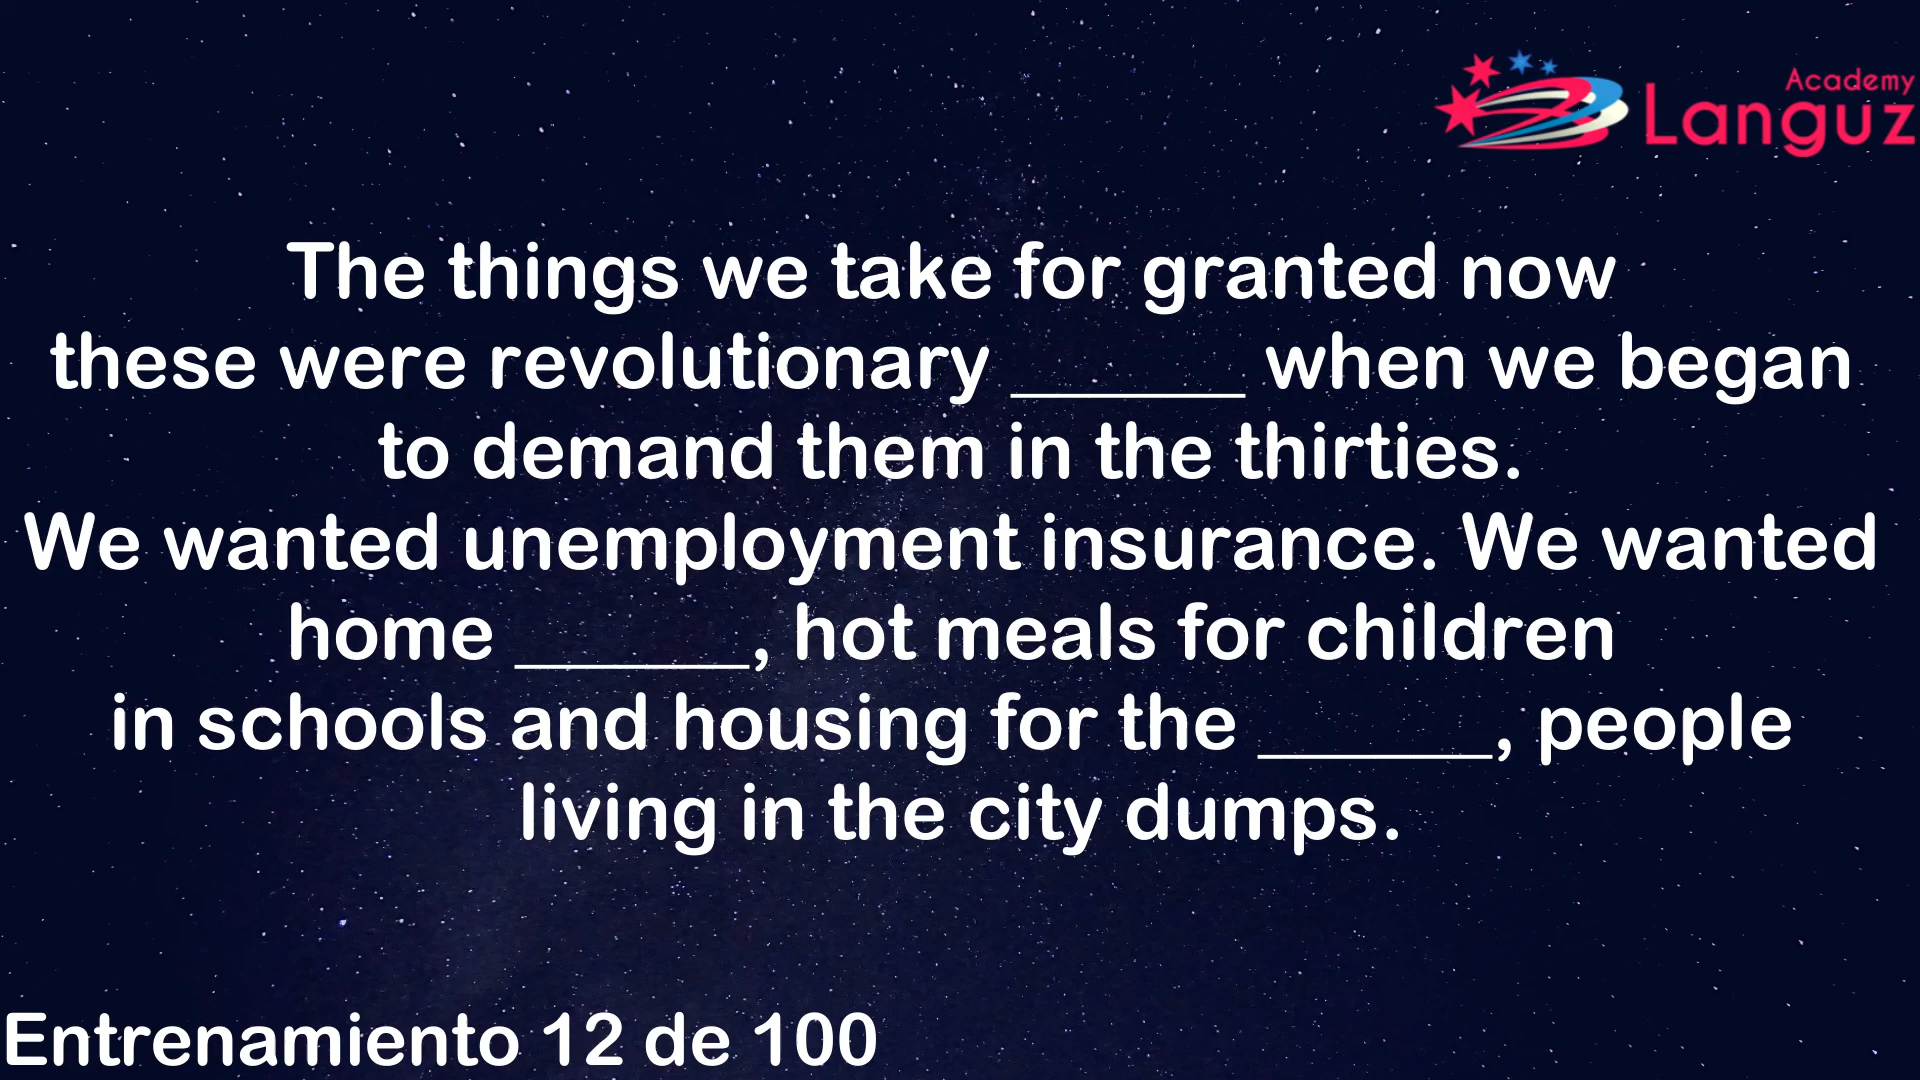 Academy
Languz
The things we take for granted now
these were revolutionary ______ when we began
to demand them in the thirties.
We wanted unemployment insurance. We wanted
home ______, hot meals for children
in schools and housing for the ______, people
living in the city dumps.
Entrenamiento 12 de 100